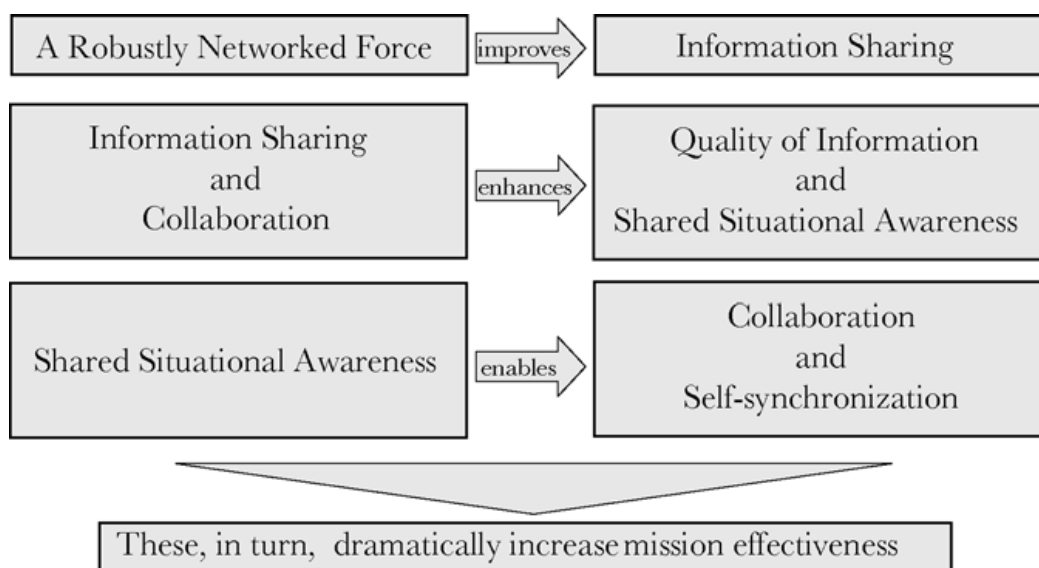 A Robustly Networked Force
improves
Information Sharing
Information Sharing
and
Collaboration
enhances
Quality of Information
and
Shared Situational Awareness
Shared Situational Awareness
enables
Collaboration
and
Self-synchronization
These, in turn, dramatically increase mission effectiveness